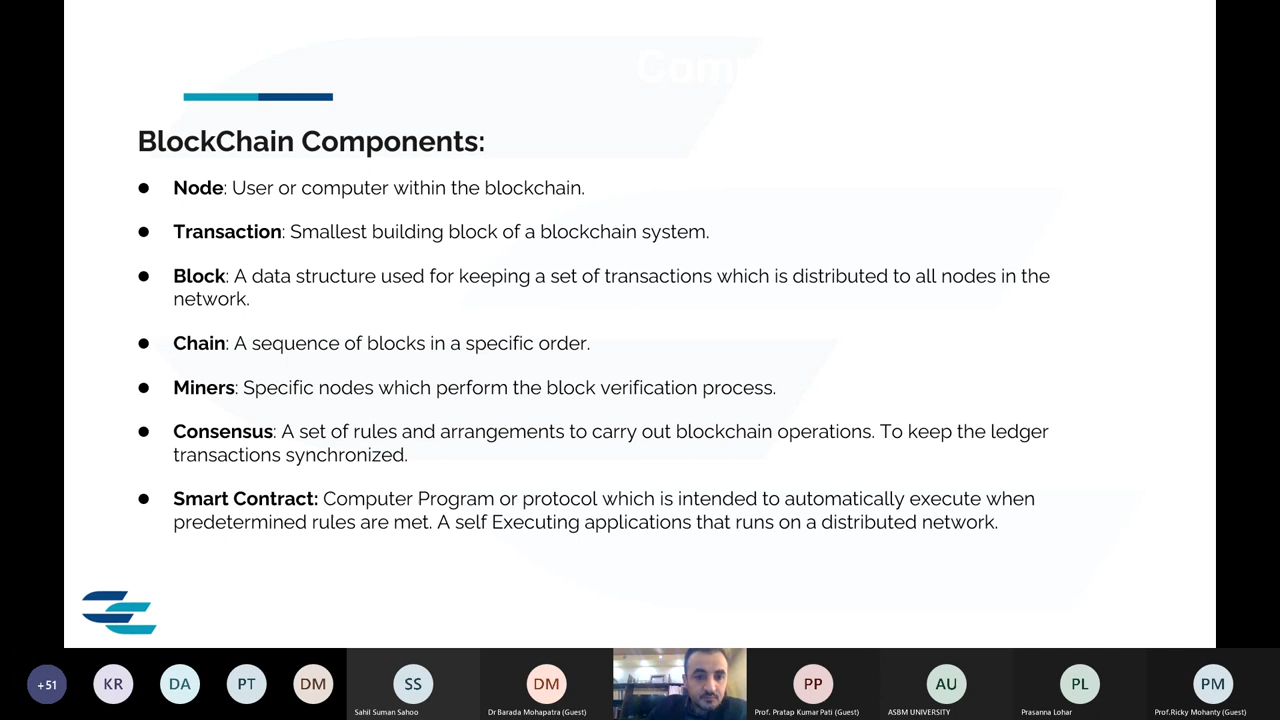 Com
BlockChain Components:
● Node: User or computer within the blockchain.
● Transaction: Smallest building block of a blockchain system.
● Block: A data structure used for keeping a set of transactions which is distributed to all nodes in the
network.
● Chain: A sequence of blocks in a specific order.
● Miners: Specific nodes which perform the block verification process.
● Consensus: A set of rules and arrangements to carry out blockchain operations. To keep the ledger
transactions synchronized.
● Smart Contract: Computer Program or protocol which is intended to automatically execute when
predetermined rules are met. A self Executing applications that runs on a distributed network.
+51 KR DA PT DM SS DM PP AU PL PM
Sahil Suman Sahoo Dr Barada Mohapatra (Guest) Prof. Pratap Kumar Pati (Guest) ASBM UNIVERSITY Prasanna Lohar Prof.Ricky Mohanty (Guest)